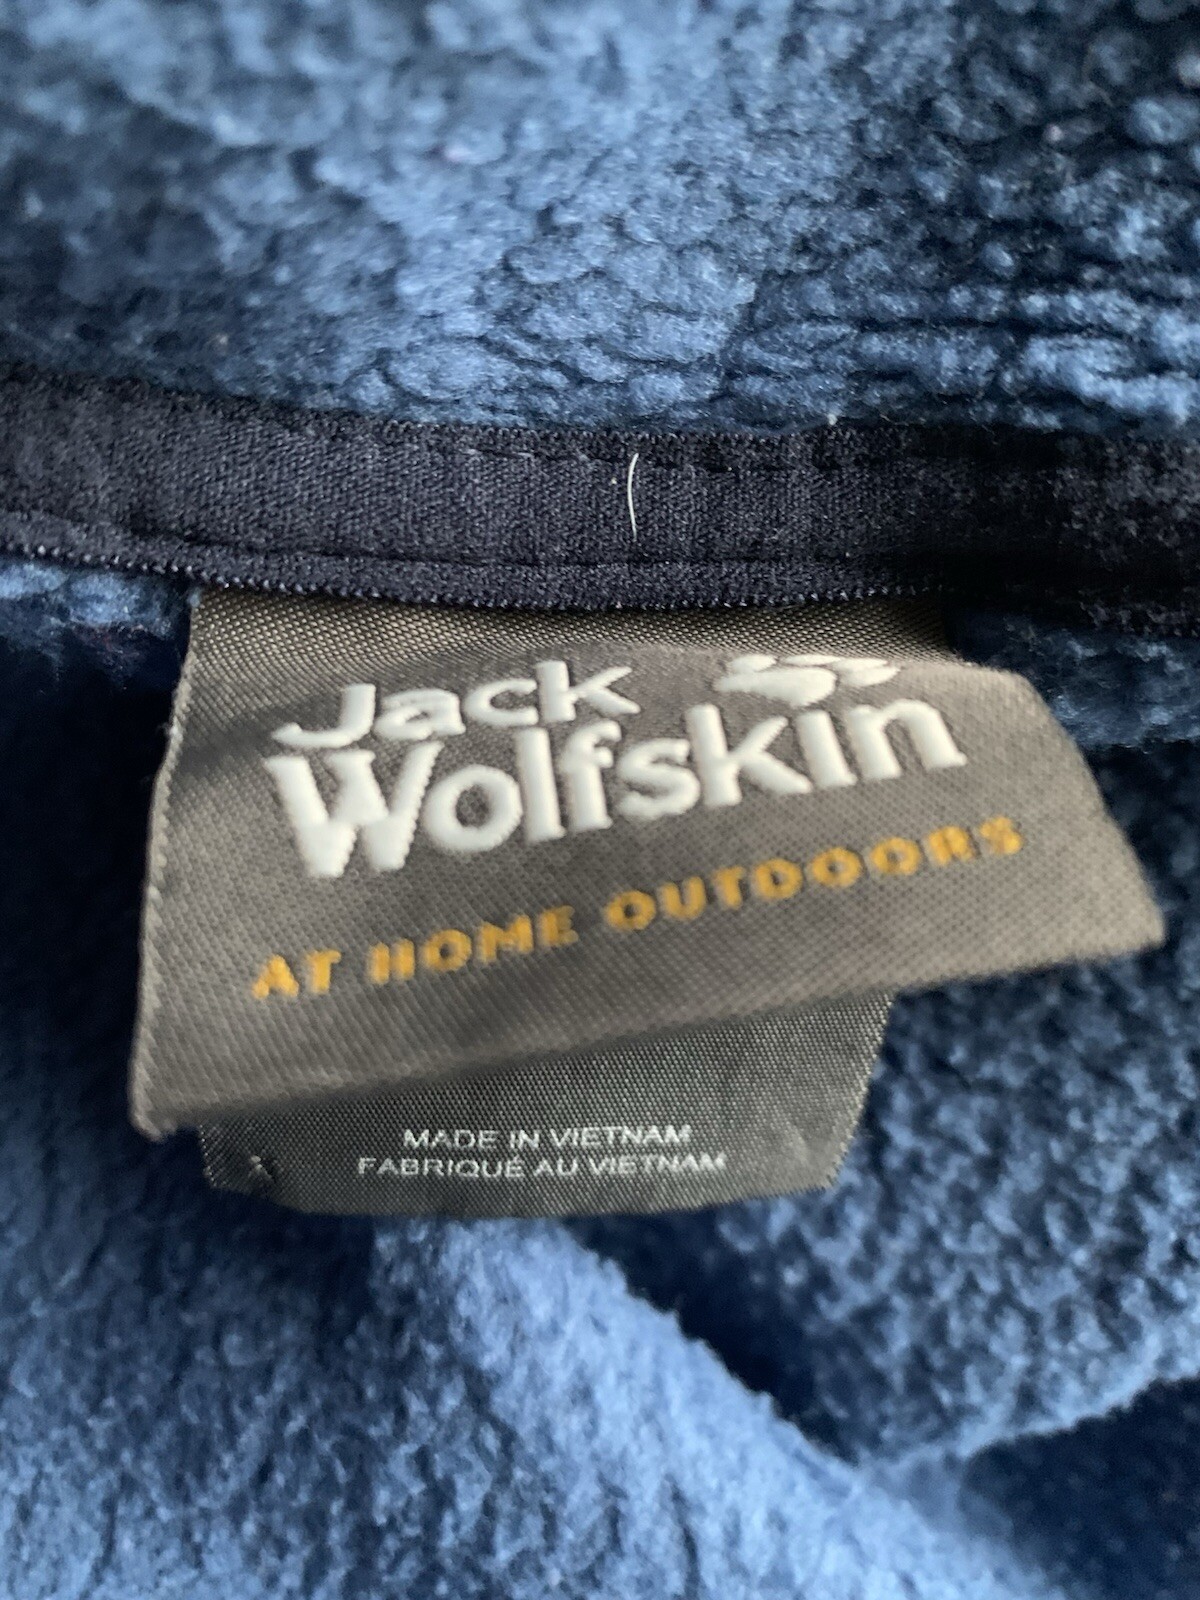 Jack
Wolfskin
AT HOME OUTDOORS
MADE IN VIETNAM
FABRIQUÉ AU VIETNAM